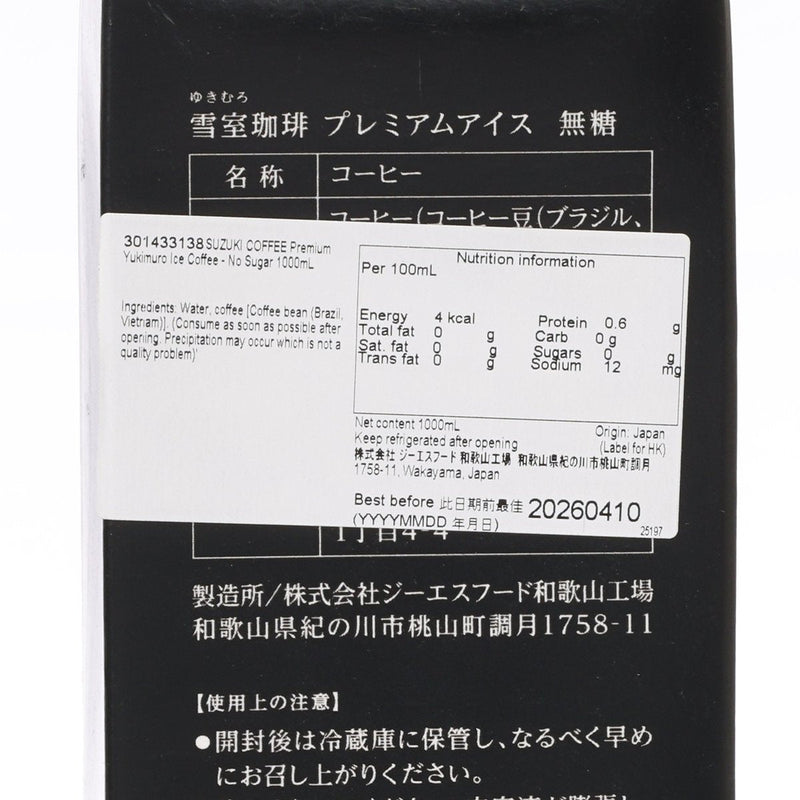 ゆきむろ
雪室珈琲 プレミアムアイス 無糖
名称 コーヒー
コーヒー(コーヒー豆(ブラジル、
301433138 SUZUKI COFFEE Premium
Yukimuro Ice Coffee - No Sugar 1000mL
Ingredients: Water, coffee [Coffee bean (Brazil,
Vietnam)]. (Consume as soon as possible after
opening. Precipitation may occur which is not a
quality problem)'
Nutrition information
Per 100mL
Energy 4 kcal Protein 0.6 g
Total fat 0 g Carb 0 g
Sat. fat 0 g Sugars 0 g
Trans fat 0 g Sodium 12 mg
Net content 1000mL Origin: Japan
Keep refrigerated after opening (Label for HK)
株式会社 ジーエスフード 和歌山工場 和歌山県紀の川市桃山町調月
1758-11, Wakayama, Japan
Best before 此日期前最佳 20260410
(YYYYMMDD 年月日) 25197
1丁目4-4
製造所/株式会社ジーエスフード和歌山工場
和歌山県紀の川市桃山町調月1758-11
【使用上の注意】
●開封後は冷蔵庫に保管し、なるべく早め
にお召し上がりください。